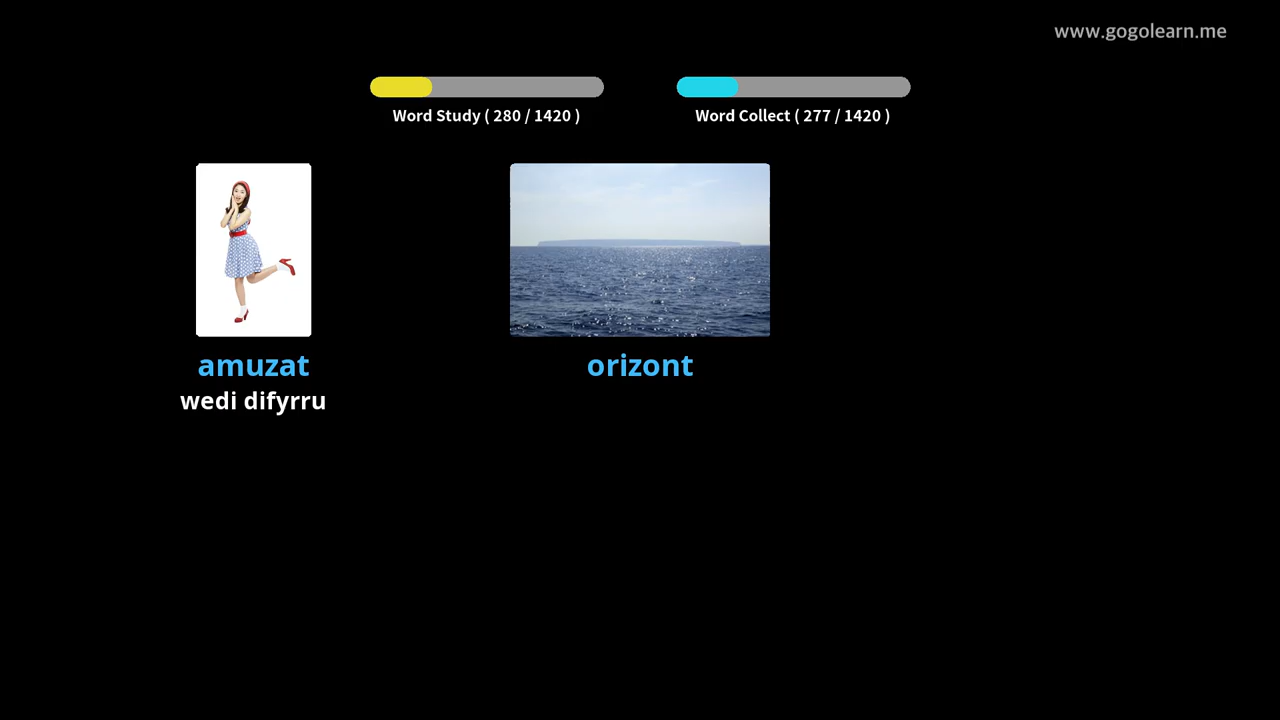 www.gogolearn.me
Word Study ( 280 / 1420 )
Word Collect ( 277 / 1420 )
amuzat
wedi difyrru
orizont